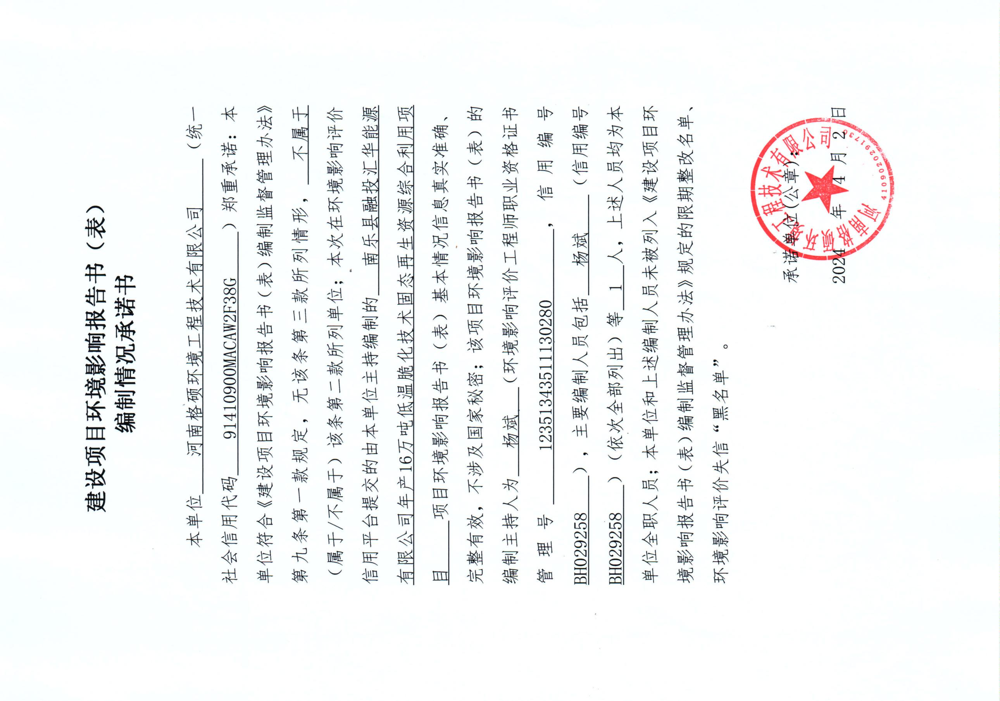 建设项目环境影响报告书（表）
编制情况承诺书
本单位 河南格硕环境工程技术有限公司 （统一
社会信用代码 91410900MACAW2F38G ）郑重承诺：本
单位符合《建设项目环境影响报告书（表）编制监督管理办法》
第九条第一款规定，无该条第三款所列情形， 不属于
（属于/不属于）该条第二款所列单位；本次在环境影响评价
信用平台提交的由本单位主持编制的 南乐县融投汇华能源
有限公司年产16万吨低温脆化技术固态再生资源综合利用项
目 项目环境影响报告书（表）基本情况信息真实准确、
完整有效，不涉及国家秘密；该项目环境影响报告书（表）的
编制主持人为 杨斌 （环境影响评价工程师职业资格证书
管理号 12351343511130280 ，信用编号
BH029258 ），主要编制人员包括 杨斌 （信用编号
BH029258 ）（依次全部列出）等 1 人，上述人员均为本
单位全职人员；本单位和上述编制人员未被列入《建设项目环
境影响报告书（表）编制监督管理办法》规定的限期整改名单、
环境影响评价失信“黑名单”。
承诺单位(公章)：
2024 年 4 月 2 日
河南格硕环境工程技术有限公司
4109020291730